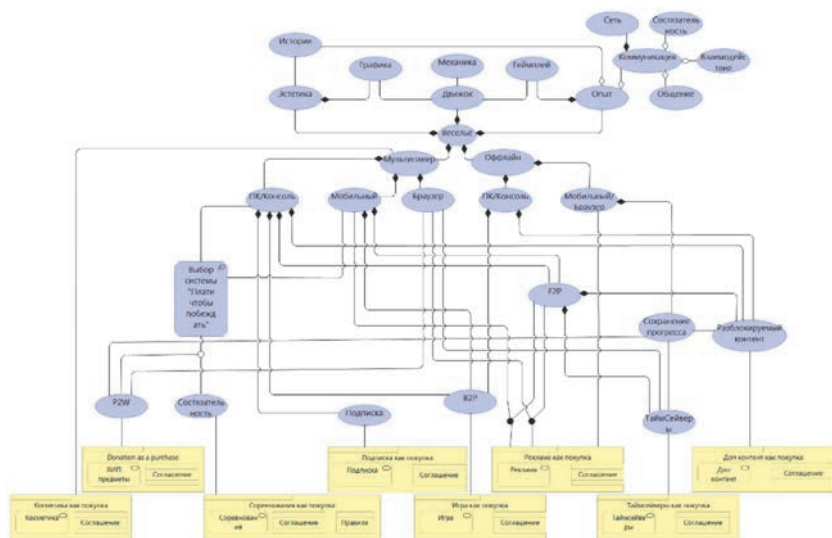 Сеть
Состязатель
ность
История
Графика
Механика
Геймплей
Коммуникация
Взаимодейст
вие
Эстетика
Движок
Опыт
Общение
Веселье
Мультиплеер
Оффлайн
ПК/Консоль
Мобильный
Браузер
ПК/Консоль
Мобильный/
Браузер
Выбор
системы
"Плати
чтобы
побежд
ать"
F2P
Сохранение
прогресса
Разблокируемый
контент
P2W
Состязатель
ность
Подписка
B2P
ТаймСейвер
ы
Donation as a purchase
ВИП
предметы
Соглашение
Подписка как покупка
Подписка
Соглашение
Реклама как покупка
Реклама
Соглашение
Доп контент как покупка
Доп
контент
Соглашение
Косметика как покупка
Косметика
Соглашение
Соревнования как покупка
Соревнован
ия
Соглашение
Правила
Игра как покупка
Игра
Соглашение
Таймсейверы как покупка
Таймсейве
ры
Соглашение